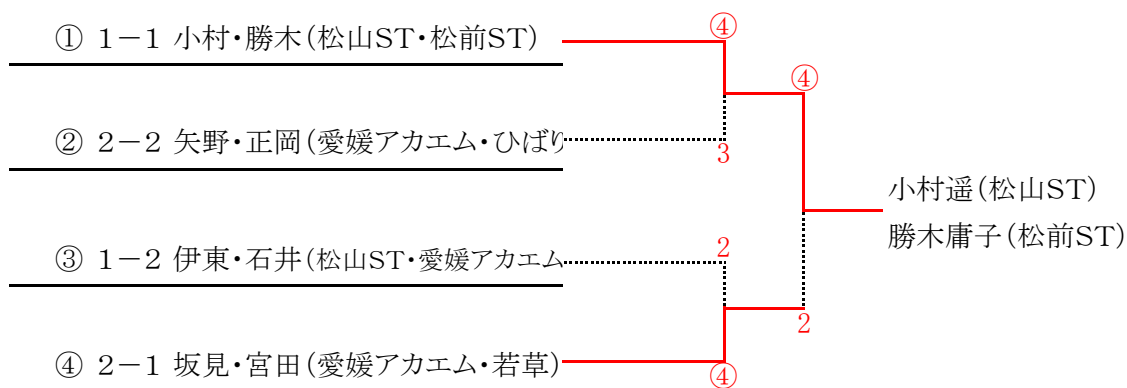 ① 1－1 小村・勝木(松山ST・松前ST)
④
④
② 2－2 矢野・正岡(愛媛アカエム・ひばり
3
小村遥(松山ST)
勝木庸子(松前ST)
③ 1－2 伊東・石井(松山ST・愛媛アカエム
2
2
④ 2－1 坂見・宮田(愛媛アカエム・若草)
④